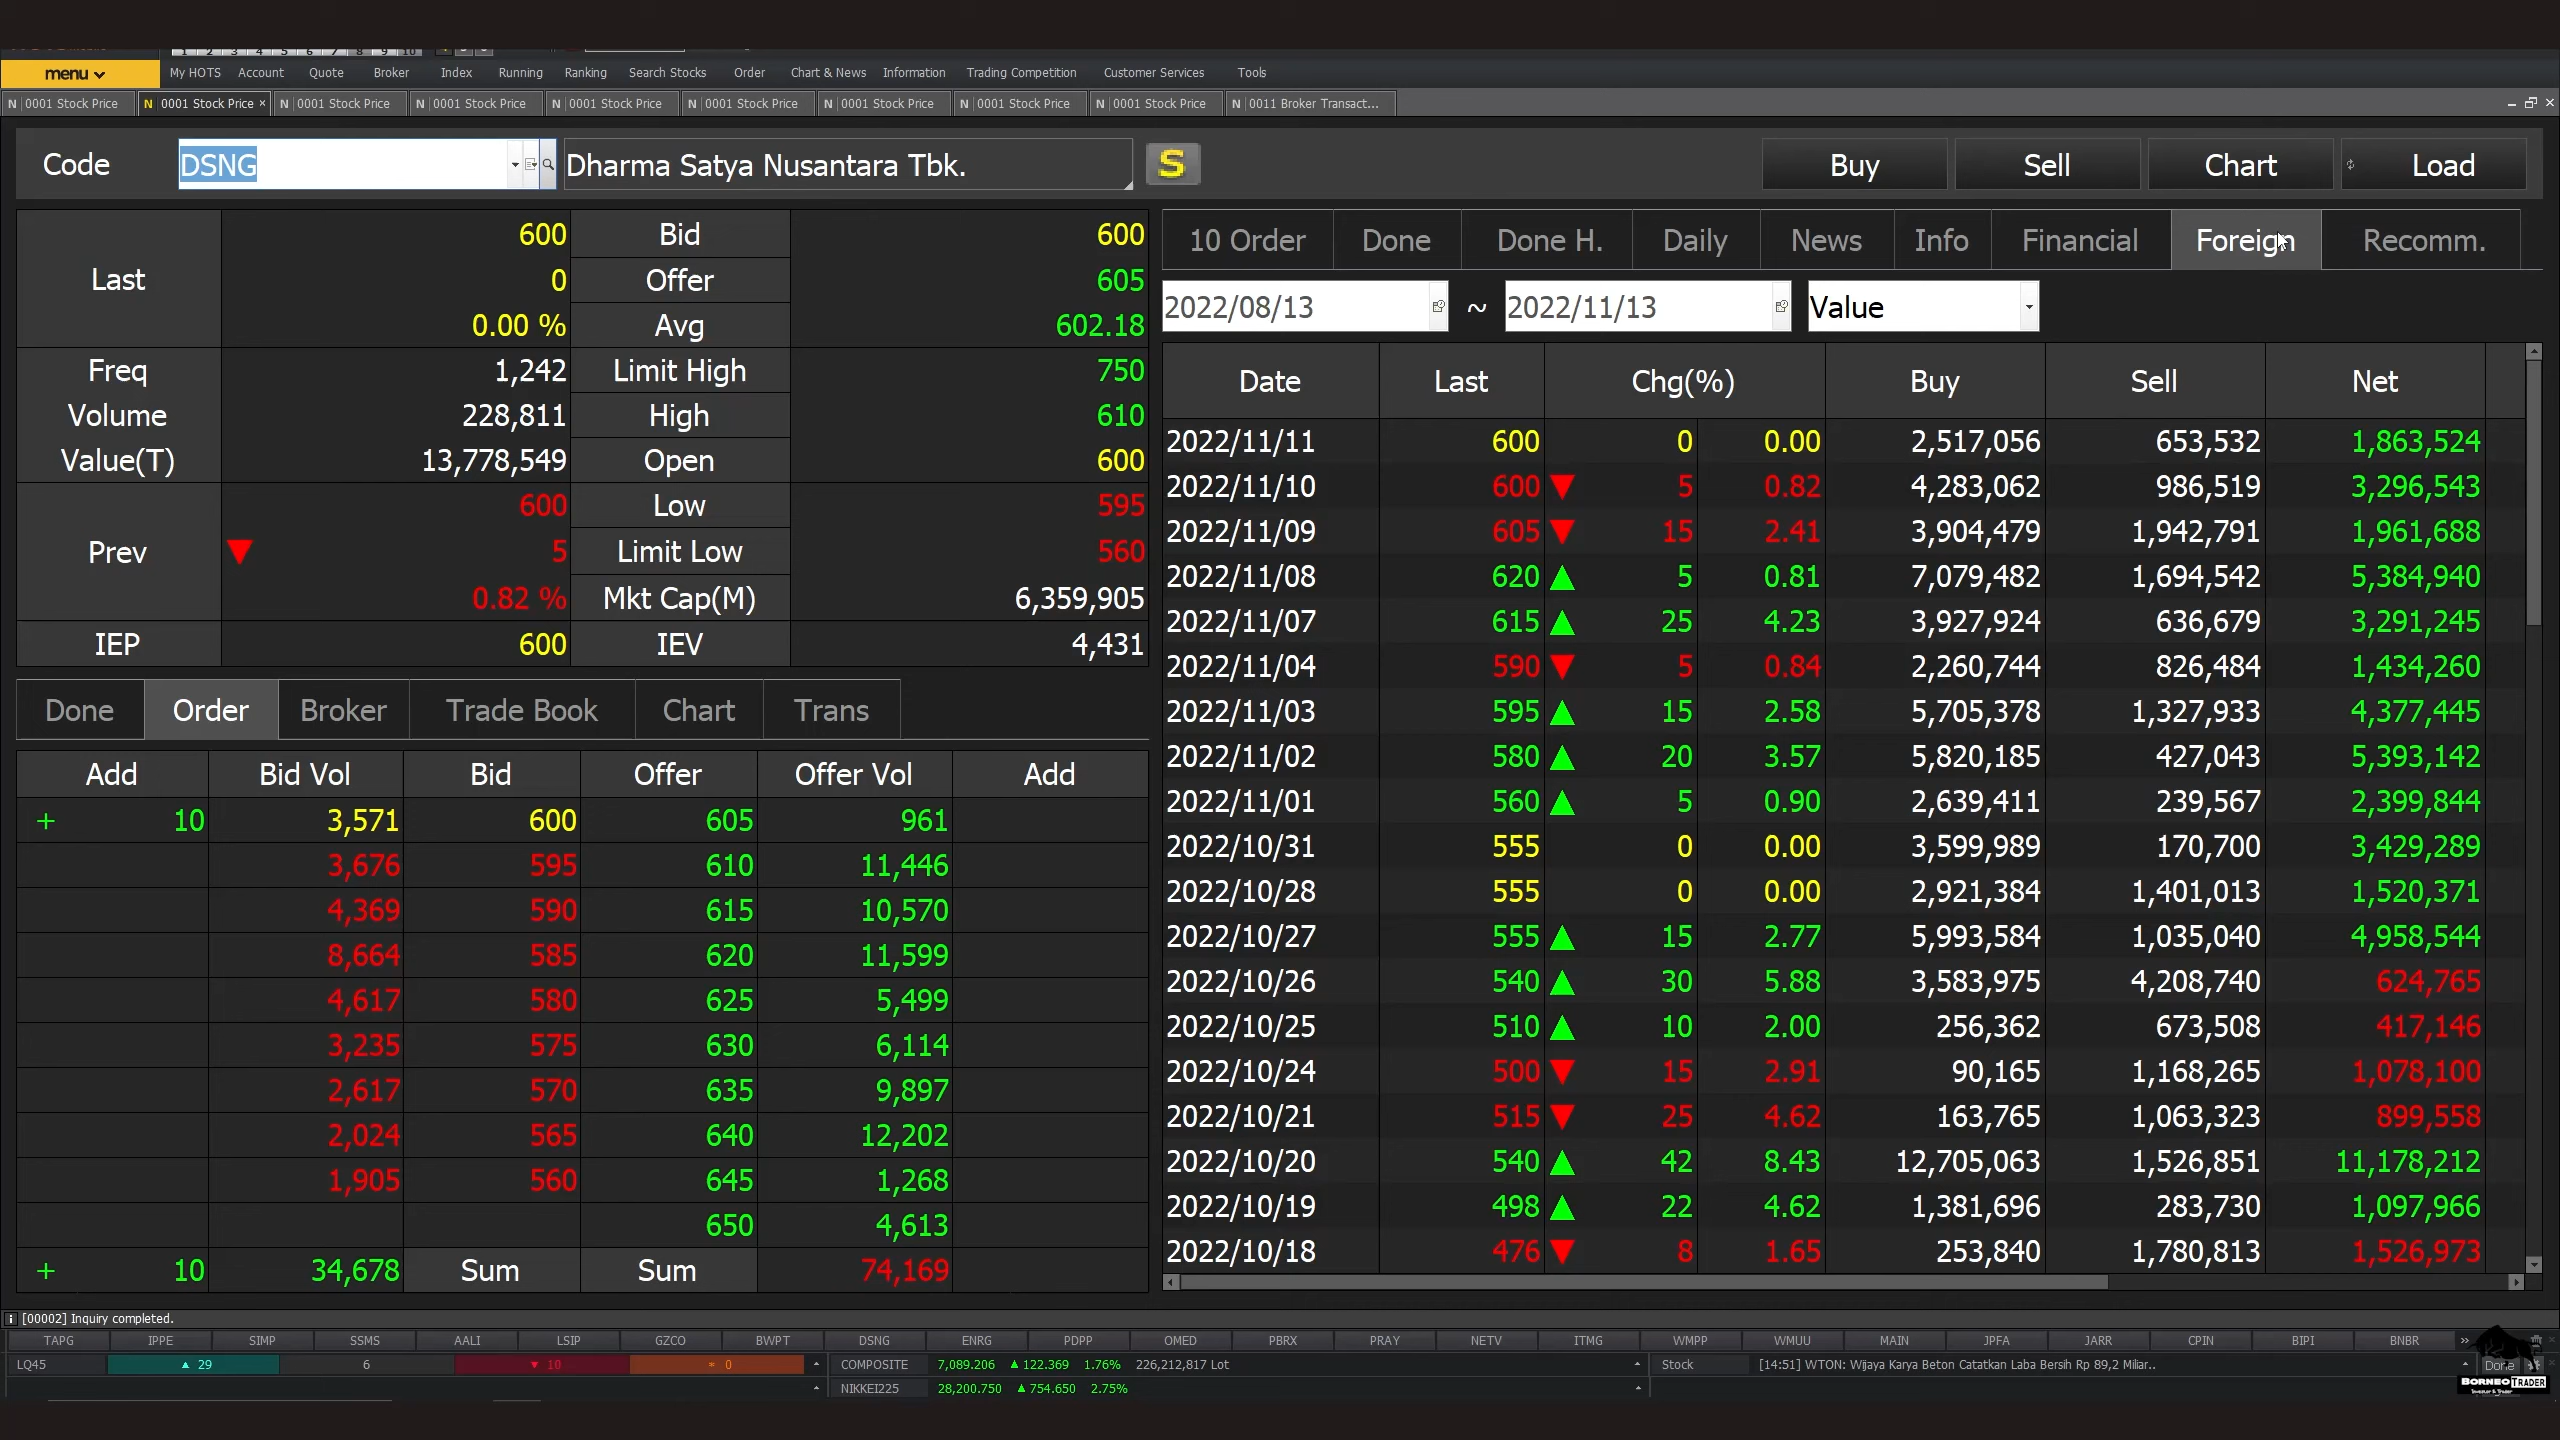 1 2 3 4 5 6 7 8 9 10
menu My HOTS Account Quote Broker Index Running Ranking Search Stocks Order Chart & News Information Trading Competition Customer Services Tools
N 0001 Stock Price N 0001 Stock Price × N 0001 Stock Price N 0001 Stock Price N 0001 Stock Price N 0001 Stock Price N 0001 Stock Price N 0001 Stock Price N 0001 Stock Price N 0011 Broker Transact...
Code DSNG Dharma Satya Nusantara Tbk. S Buy Sell Chart Load
Last 600 Bid 600
0 Offer 605
0.00 % Avg 602.18
Freq 1,242 Limit High 750
Volume 228,811 High 610
Value(T) 13,778,549 Open 600
Prev 600 Low 595
▼ 5 Limit Low 560
0.82 % Mkt Cap(M) 6,359,905
IEP 600 IEV 4,431
Done Order Broker Trade Book Chart Trans
Add Bid Vol Bid Offer Offer Vol Add
+ 10 3,571 600 605 961
3,676 595 610 11,446
4,369 590 615 10,570
8,664 585 620 11,599
4,617 580 625 5,499
3,235 575 630 6,114
2,617 570 635 9,897
2,024 565 640 12,202
1,905 560 645 1,268
650 4,613
+ 10 34,678 Sum Sum 74,169
10 Order Done Done H. Daily News Info Financial Foreign Recomm.
2022/08/13 ~ 2022/11/13 Value
Date Last Chg(%) Buy Sell Net
2022/11/11 600 0 0.00 2,517,056 653,532 1,863,524
2022/11/10 600 ▼ 5 0.82 4,283,062 986,519 3,296,543
2022/11/09 605 ▼ 15 2.41 3,904,479 1,942,791 1,961,688
2022/11/08 620 ▲ 5 0.81 7,079,482 1,694,542 5,384,940
2022/11/07 615 ▲ 25 4.23 3,927,924 636,679 3,291,245
2022/11/04 590 ▼ 5 0.84 2,260,744 826,484 1,434,260
2022/11/03 595 ▲ 15 2.58 5,705,378 1,327,933 4,377,445
2022/11/02 580 ▲ 20 3.57 5,820,185 427,043 5,393,142
2022/11/01 560 ▲ 5 0.90 2,639,411 239,567 2,399,844
2022/10/31 555 0 0.00 3,599,989 170,700 3,429,289
2022/10/28 555 0 0.00 2,921,384 1,401,013 1,520,371
2022/10/27 555 ▲ 15 2.77 5,993,584 1,035,040 4,958,544
2022/10/26 540 ▲ 30 5.88 3,583,975 4,208,740 624,765
2022/10/25 510 ▲ 10 2.00 256,362 673,508 417,146
2022/10/24 500 ▼ 15 2.91 90,165 1,168,265 1,078,100
2022/10/21 515 ▼ 25 4.62 163,765 1,063,323 899,558
2022/10/20 540 ▲ 42 8.43 12,705,063 1,526,851 11,178,212
2022/10/19 498 ▲ 22 4.62 1,381,696 283,730 1,097,966
2022/10/18 476 ▼ 8 1.65 253,840 1,780,813 1,526,973
i [00002] Inquiry completed.
TAPG IPPE SIMP SSMS AALI LSIP GZCO BWPT DSNG ENRG PDPP OMED PBRX PRAY NETV ITMG WMPP WMUU MAIN JPFA JARR CPIN BIPI BNBR »
LQ45 ▲ 29 6 ▼ 10 * 0 COMPOSITE 7,089.206 ▲ 122.369 1.76% 226,212,817 Lot Stock [14:51] WTON: Wijaya Karya Beton Catatkan Laba Bersih Rp 89,2 Miliar.. Done
NIKKEI225 28,200.750 ▲ 754.650 2.75%
BORNEO TRADER